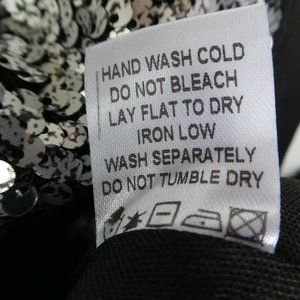 HAND WASH COLD
DO NOT BLEACH
LAY FLAT TO DRY
IRON LOW
WASH SEPARATELY
DO NOT TUMBLE DRY